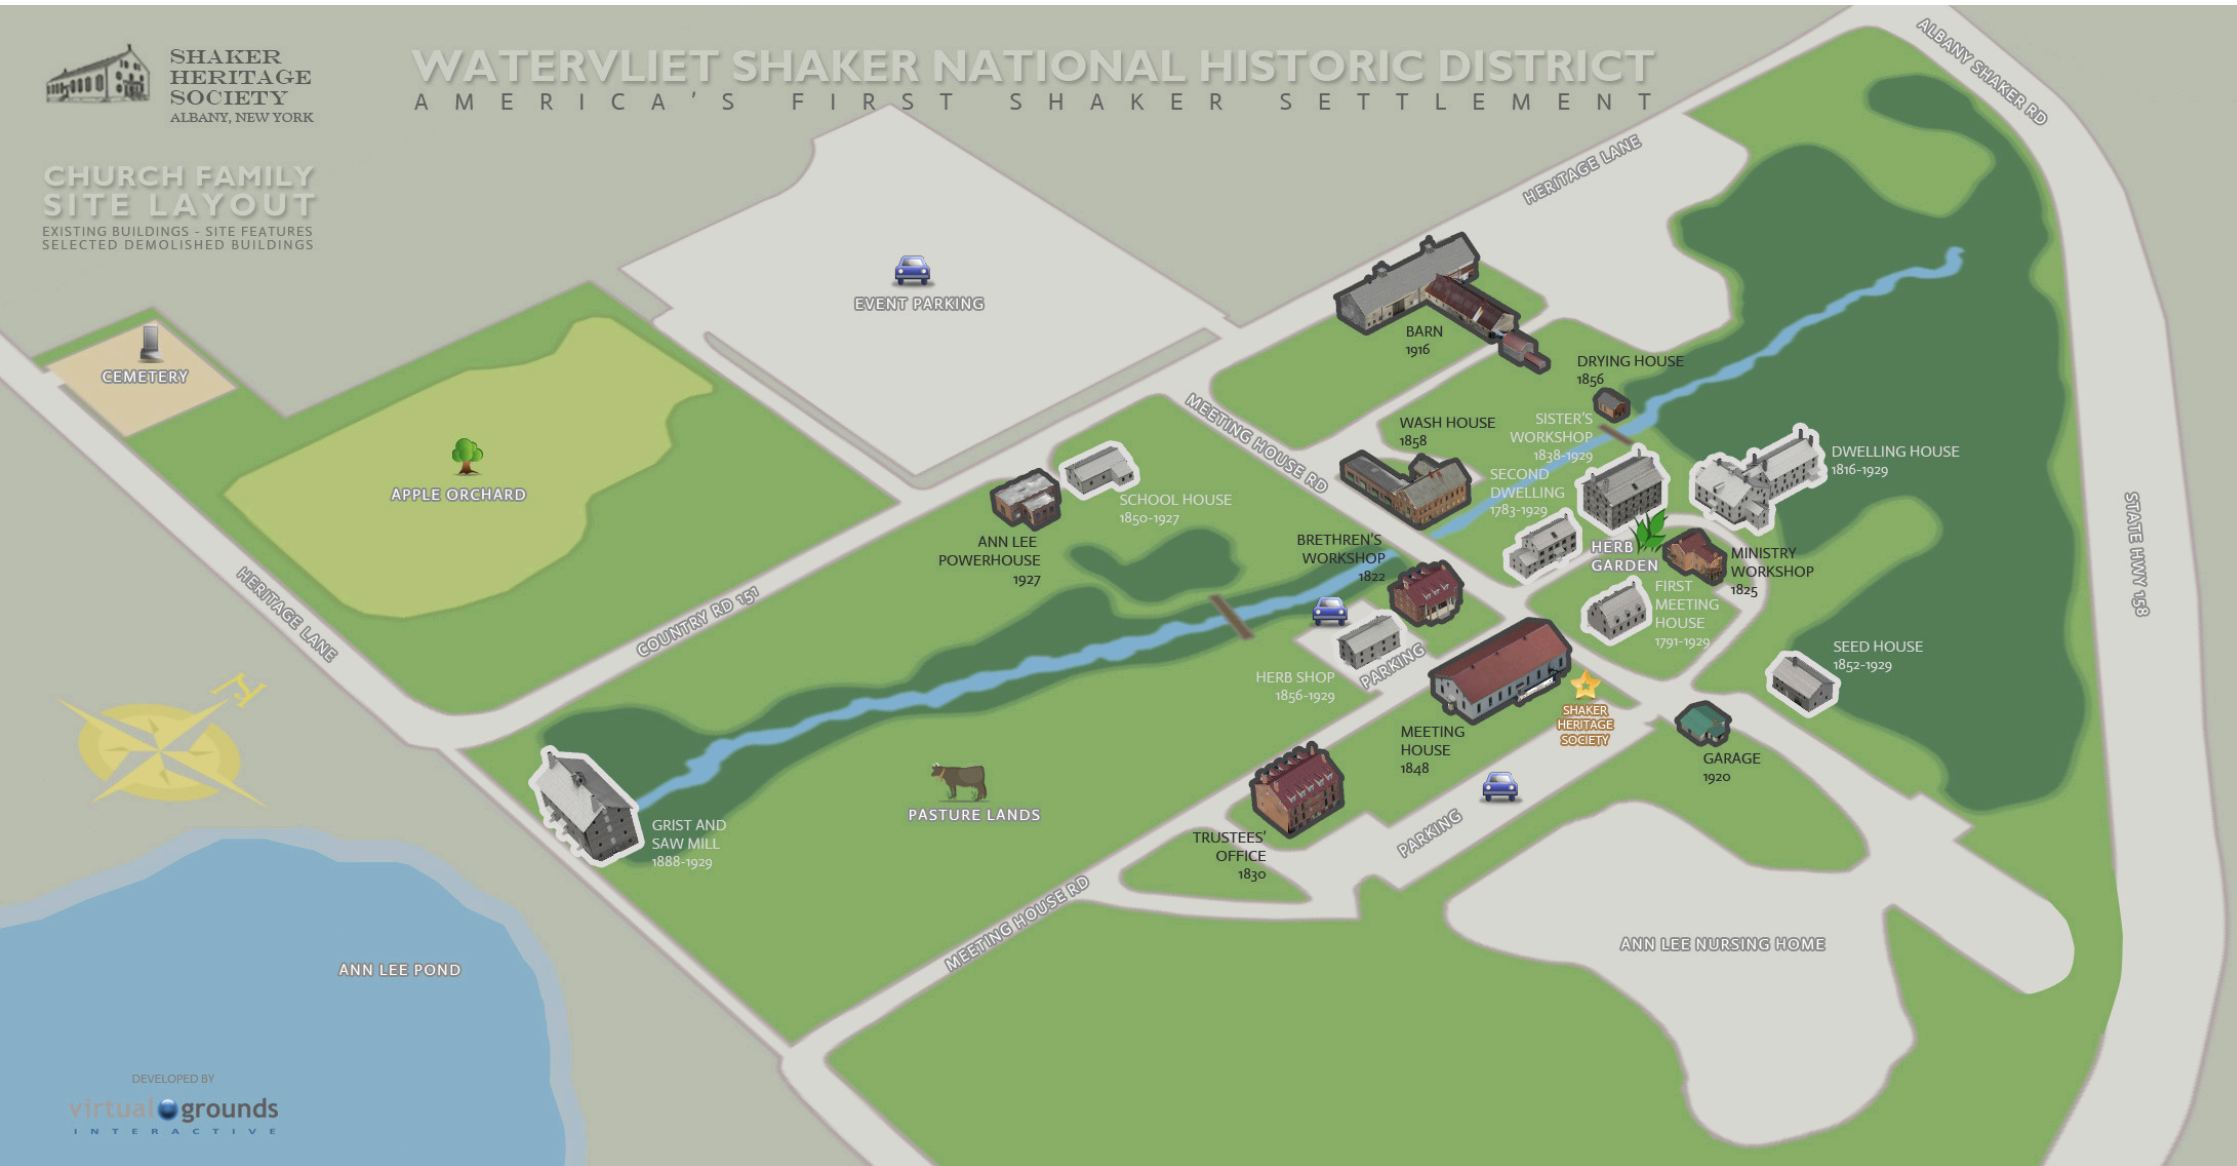 SHAKER
HERITAGE
SOCIETY
ALBANY, NEW YORK
WATERVLIET SHAKER NATIONAL HISTORIC DISTRICT
AMERICA'S FIRST SHAKER SETTLEMENT
CHURCH FAMILY
SITE LAYOUT
EXISTING BUILDINGS - SITE FEATURES
SELECTED DEMOLISHED BUILDINGS
ALBANY SHAKER RD
HERITAGE LANE
EVENT PARKING
CEMETERY
APPLE ORCHARD
BARN
1916
DRYING HOUSE
1856
MEETING HOUSE RD
WASH HOUSE
1858
SISTER'S
WORKSHOP
1838-1929
SECOND
DWELLING
1783-1929
DWELLING HOUSE
1816-1929
SCHOOL HOUSE
1850-1927
ANN LEE
POWERHOUSE
1927
BRETHREN'S
WORKSHOP
1822
HERB
GARDEN
MINISTRY
WORKSHOP
1825
FIRST
MEETING
HOUSE
1791-1929
STATE HWY 158
HERITAGE LANE
COUNTRY RD 151
HERB SHOP
1856-1929
PARKING
SEED HOUSE
1852-1929
SHAKER
HERITAGE
SOCIETY
MEETING
HOUSE
1848
GARAGE
1920
PASTURE LANDS
GRIST AND
SAW MILL
1888-1929
TRUSTEES'
OFFICE
1830
PARKING
MEETING HOUSE RD
ANN LEE NURSING HOME
ANN LEE POND
N
DEVELOPED BY
virtual grounds
INTERACTIVE